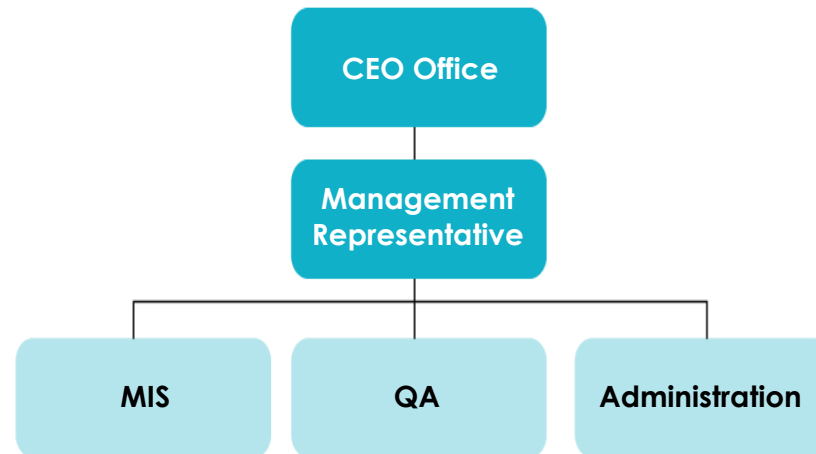 CEO Office
Management
Representative
MIS
QA
Administration